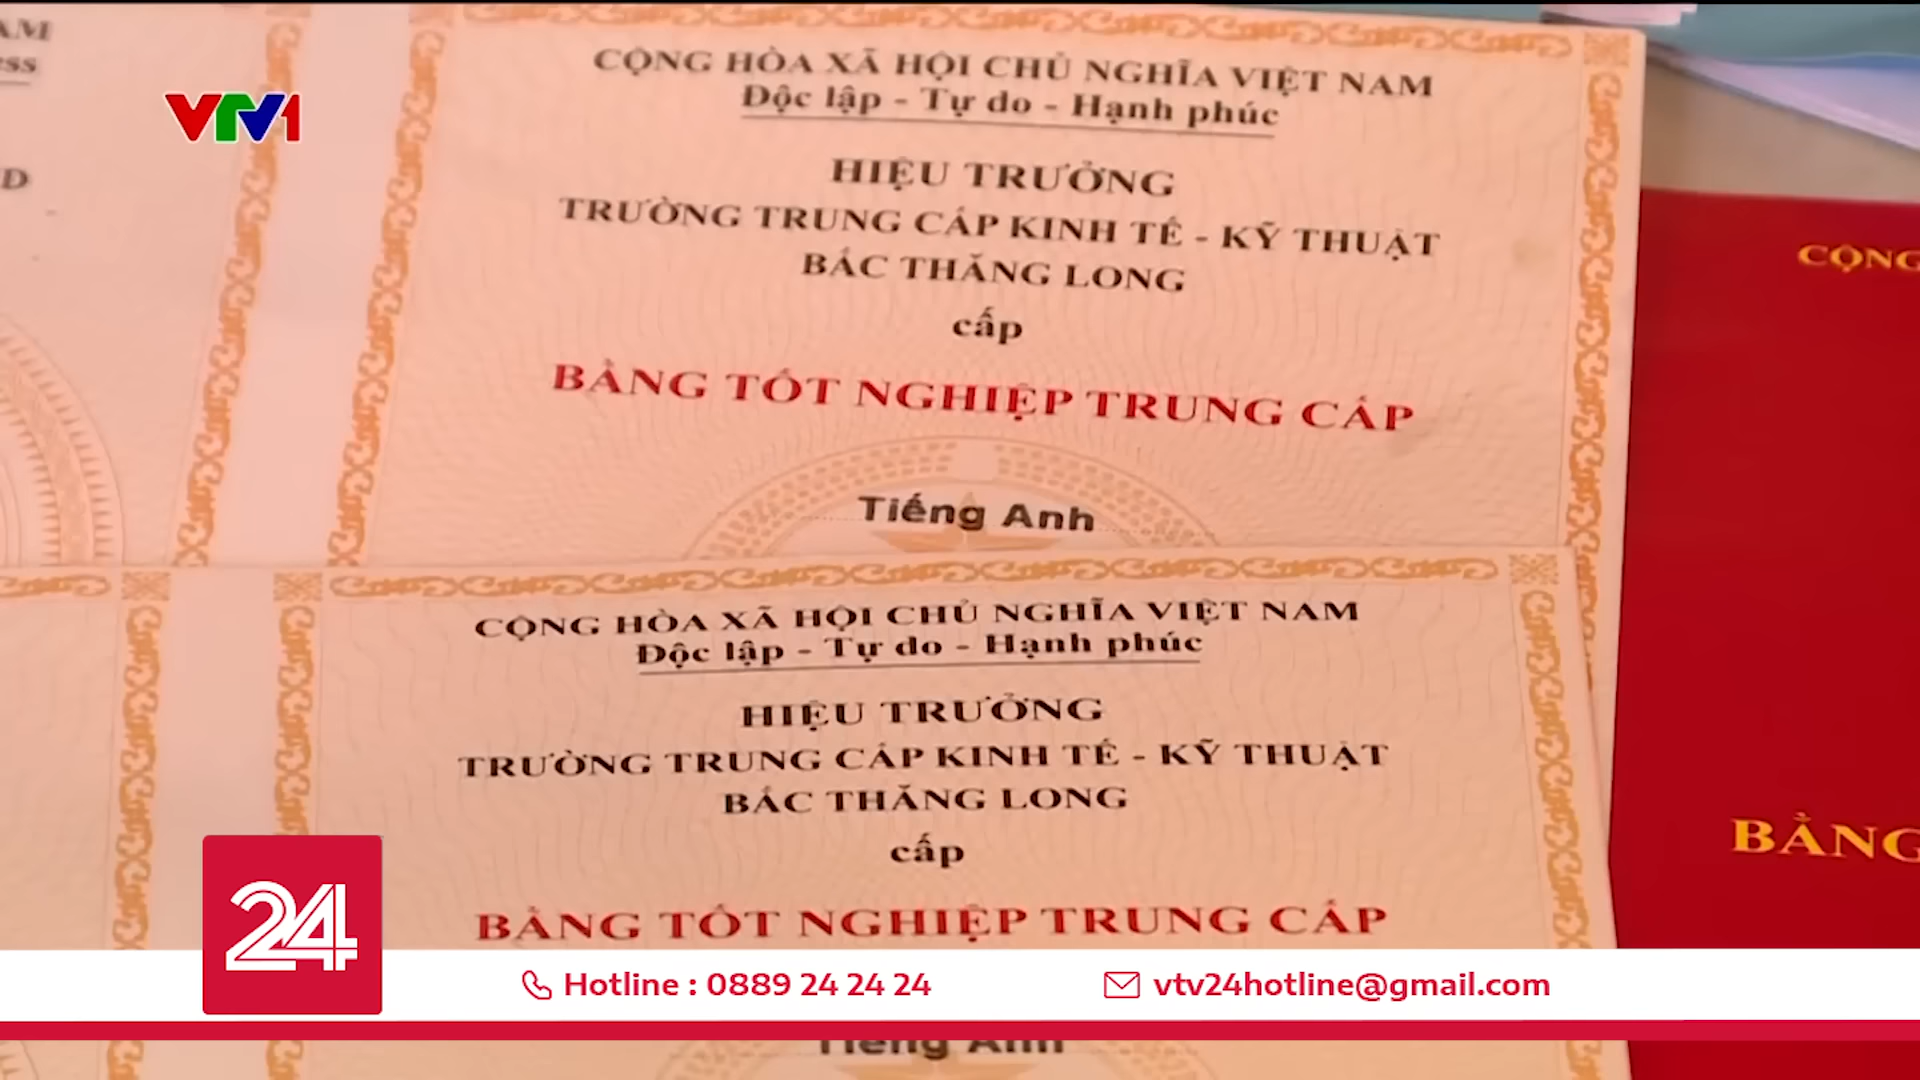 AM
ess
D
VTV1
CỘNG HÒA XÃ HỘI CHỦ NGHĨA VIỆT NAM
Độc lập - Tự do - Hạnh phúc
HIỆU TRƯỞNG
TRƯỜNG TRUNG CẤP KINH TẾ - KỸ THUẬT
BẮC THĂNG LONG
cấp
BẰNG TỐT NGHIỆP TRUNG CẤP
Tiếng Anh
CỘNG
BẰNG
CỘNG HÒA XÃ HỘI CHỦ NGHĨA VIỆT NAM
Độc lập - Tự do - Hạnh phúc
HIỆU TRƯỞNG
TRƯỜNG TRUNG CẤP KINH TẾ - KỸ THUẬT
BẮC THĂNG LONG
cấp
BẰNG TỐT NGHIỆP TRUNG CẤP
24
Hotline : 0889 24 24 24
vtv24hotline@gmail.com
Tiếng Anh